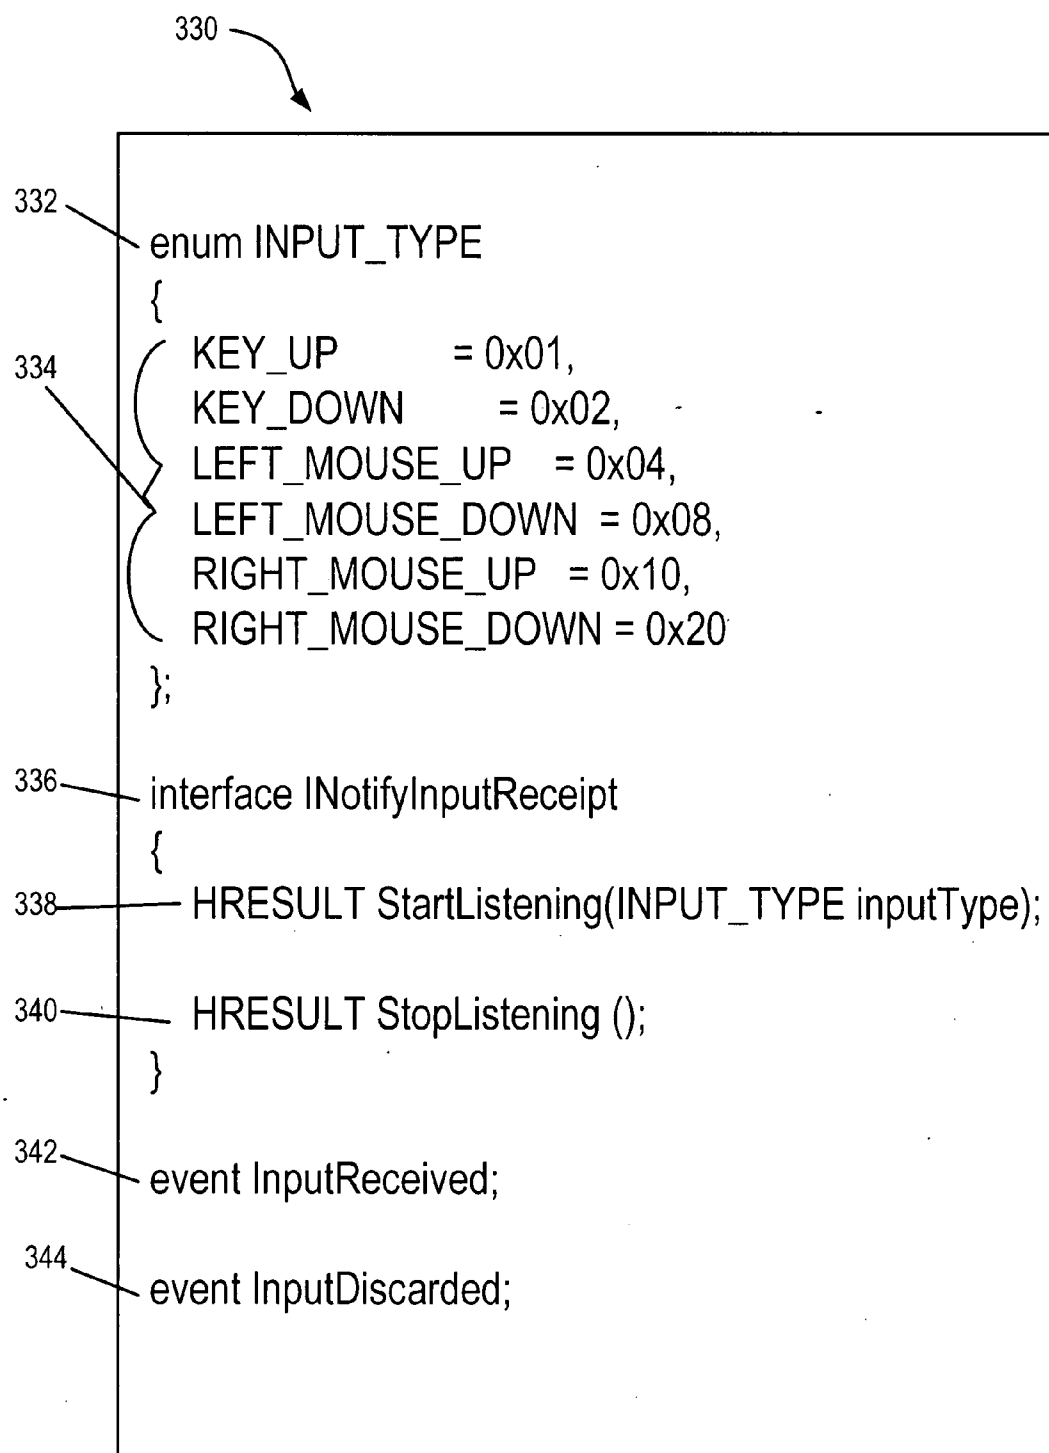 330
332
enum INPUT_TYPE
{
334
KEY_UP = 0x01,
KEY_DOWN = 0x02,
LEFT_MOUSE_UP = 0x04,
LEFT_MOUSE_DOWN = 0x08,
RIGHT_MOUSE_UP = 0x10,
RIGHT_MOUSE_DOWN = 0x20
};
336
interface INotifyInputReceipt
{
338
HRESULT StartListening(INPUT_TYPE inputType);
340
HRESULT StopListening ();
}
342
event InputReceived;
344
event InputDiscarded;